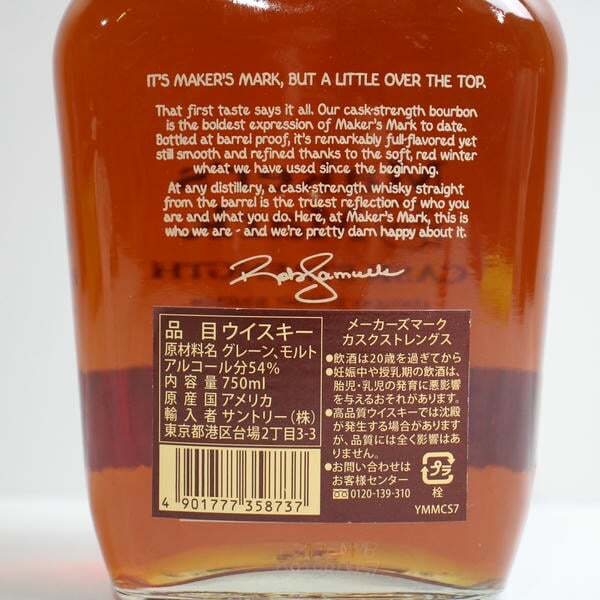 IT'S MAKER'S MARK, BUT A LITTLE OVER THE TOP.
That first taste says it all. Our cask-strength bourbon
is the boldest expression of Maker's Mark to date.
Bottled at barrel proof, it's remarkably full-flavored yet
still smooth and refined thanks to the soft, red winter
wheat we have used since the beginning.
At any distillery, a cask-strength whisky straight
from the barrel is the truest reflection of who you
are and what you do. Here, at Maker's Mark, this is
who we are - and we're pretty darn happy about it.
Rob Samuels
品 目 ウイスキー
原材料名 グレーン、モルト
アルコール分54%
内 容 量 750ml
原 産 国 アメリカ
輸 入 者 サントリー(株)
東京都港区台場2丁目3-3
4 901777 358737
メーカーズマーク
カスクストレングス
●飲酒は20歳を過ぎてから
●妊娠中や授乳期の飲酒は、
胎児・乳児の発育に悪影響
を与えるおそれがあります。
●高品質ウイスキーでは沈殿
が発生する場合があります
が、品質には全く影響はあ
りません。
●お問い合わせは
お客様センター
0120-139-310
プラ
栓
YMMCS7